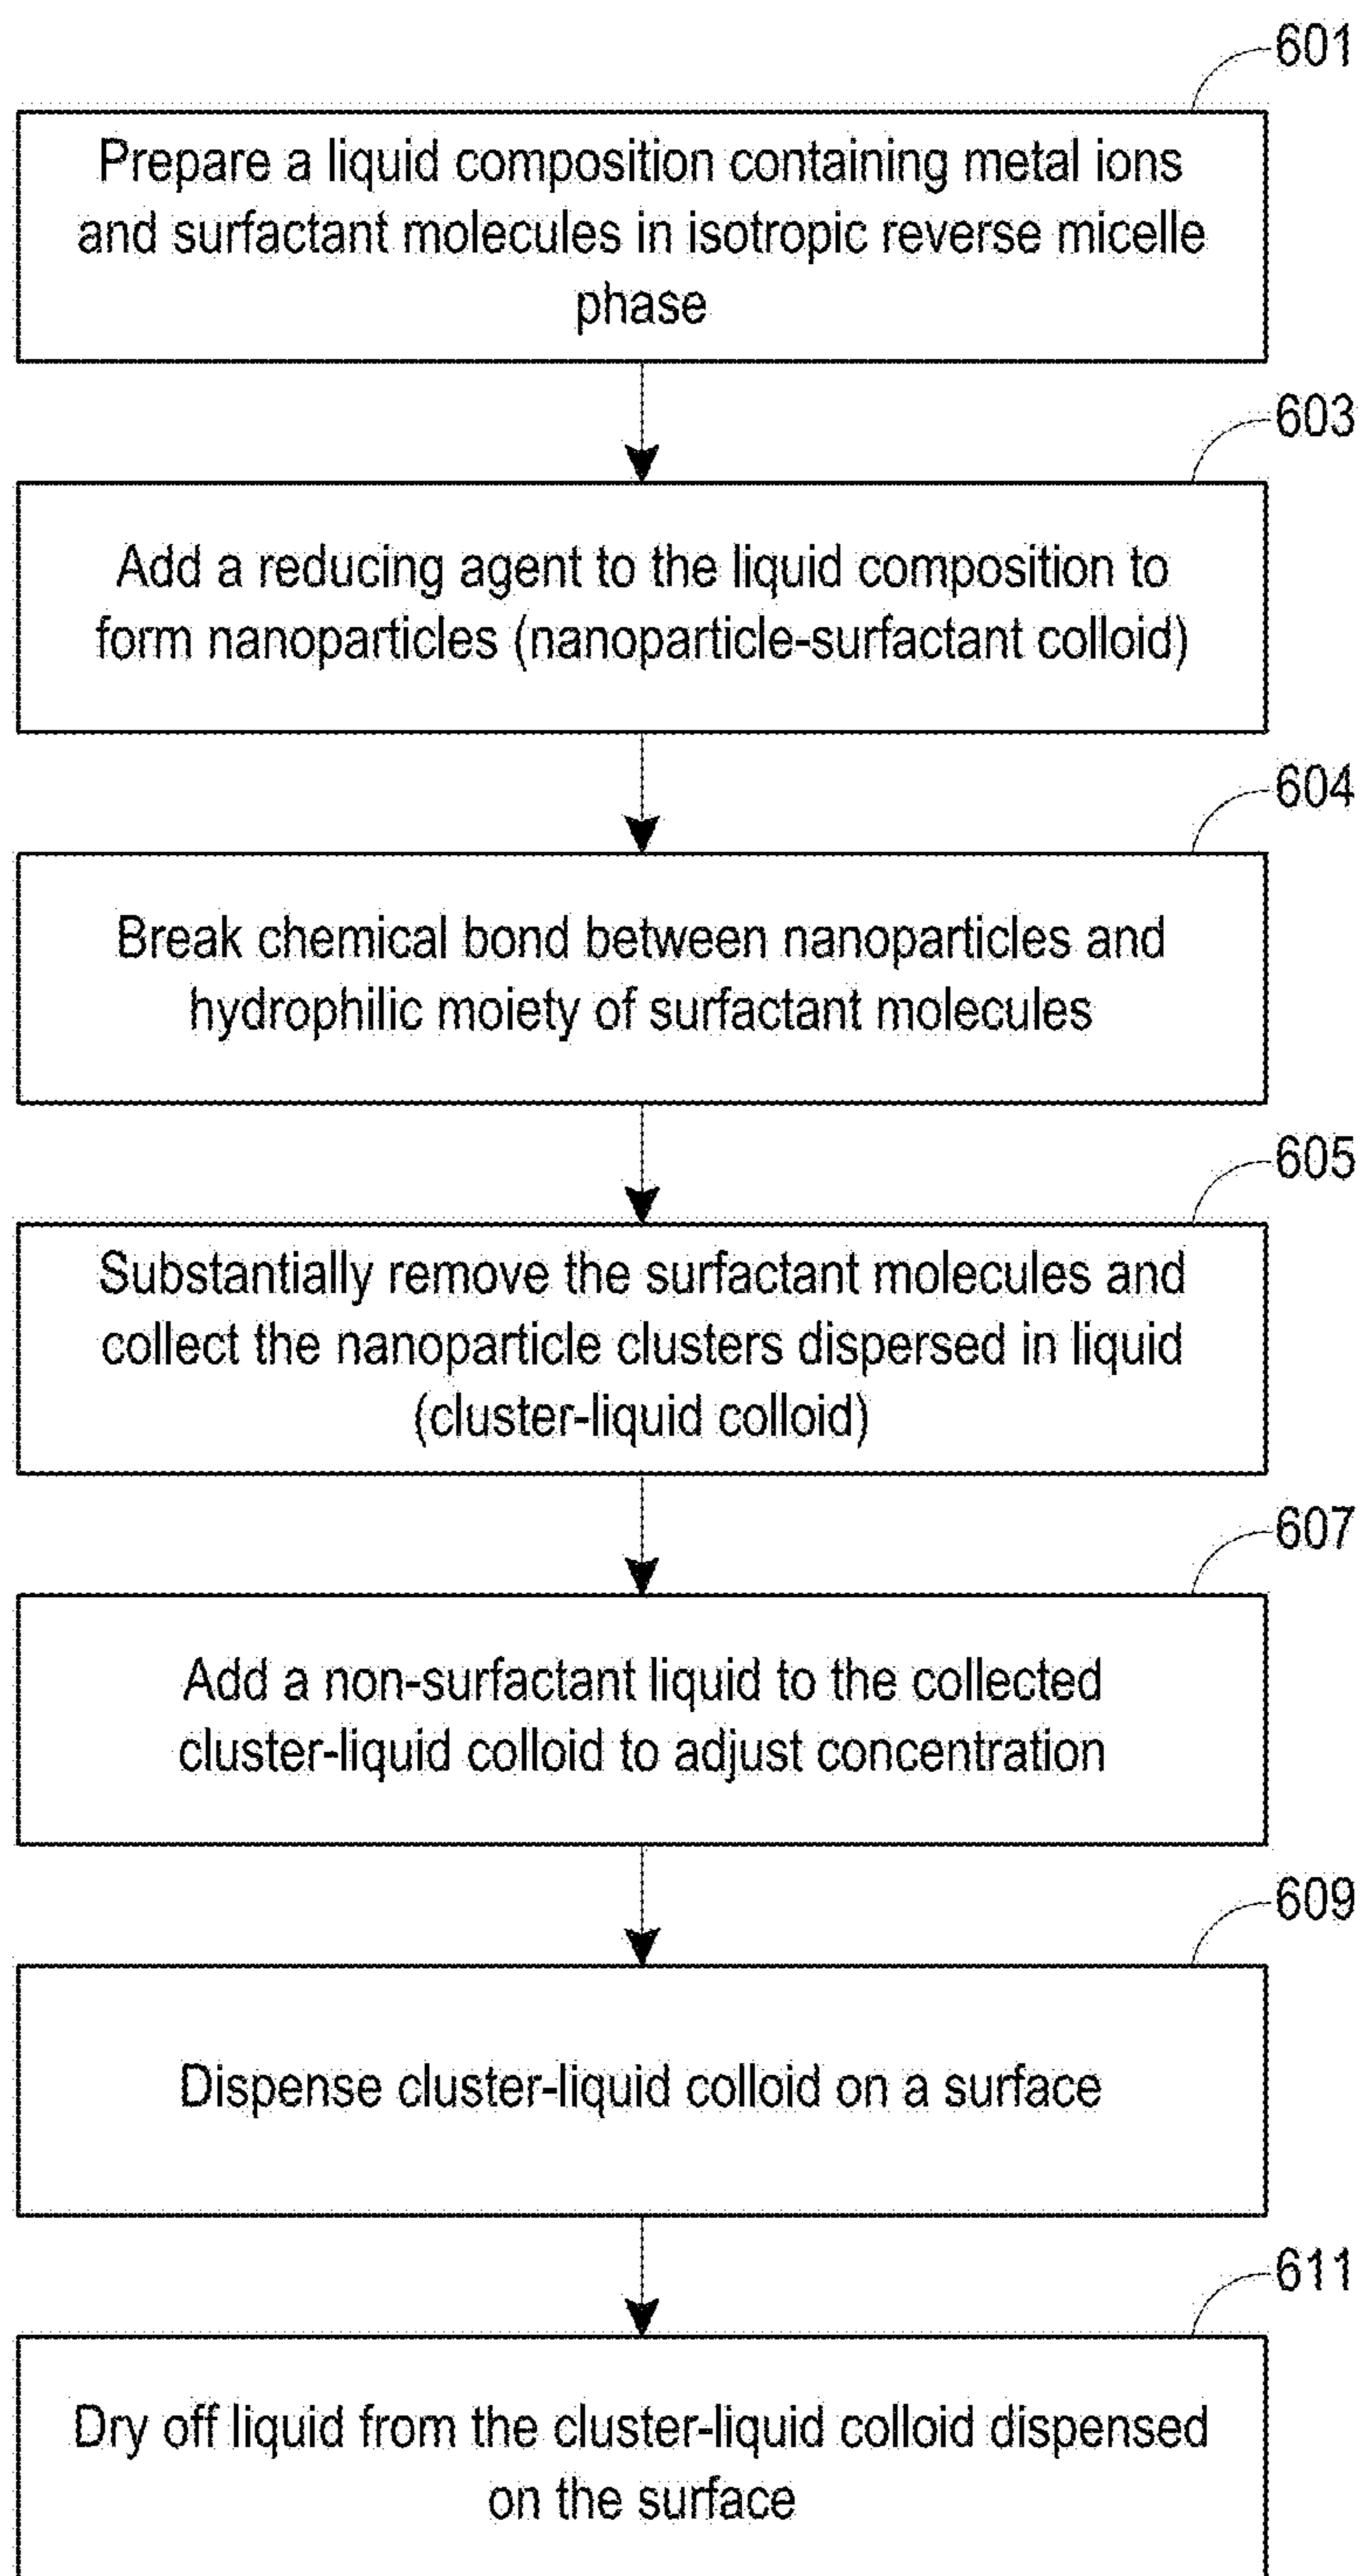 601
Prepare a liquid composition containing metal ions
and surfactant molecules in isotropic reverse micelle
phase
603
Add a reducing agent to the liquid composition to
form nanoparticles (nanoparticle-surfactant colloid)
604
Break chemical bond between nanoparticles and
hydrophilic moiety of surfactant molecules
605
Substantially remove the surfactant molecules and
collect the nanoparticle clusters dispersed in liquid
(cluster-liquid colloid)
607
Add a non-surfactant liquid to the collected
cluster-liquid colloid to adjust concentration
609
Dispense cluster-liquid colloid on a surface
611
Dry off liquid from the cluster-liquid colloid dispensed
on the surface